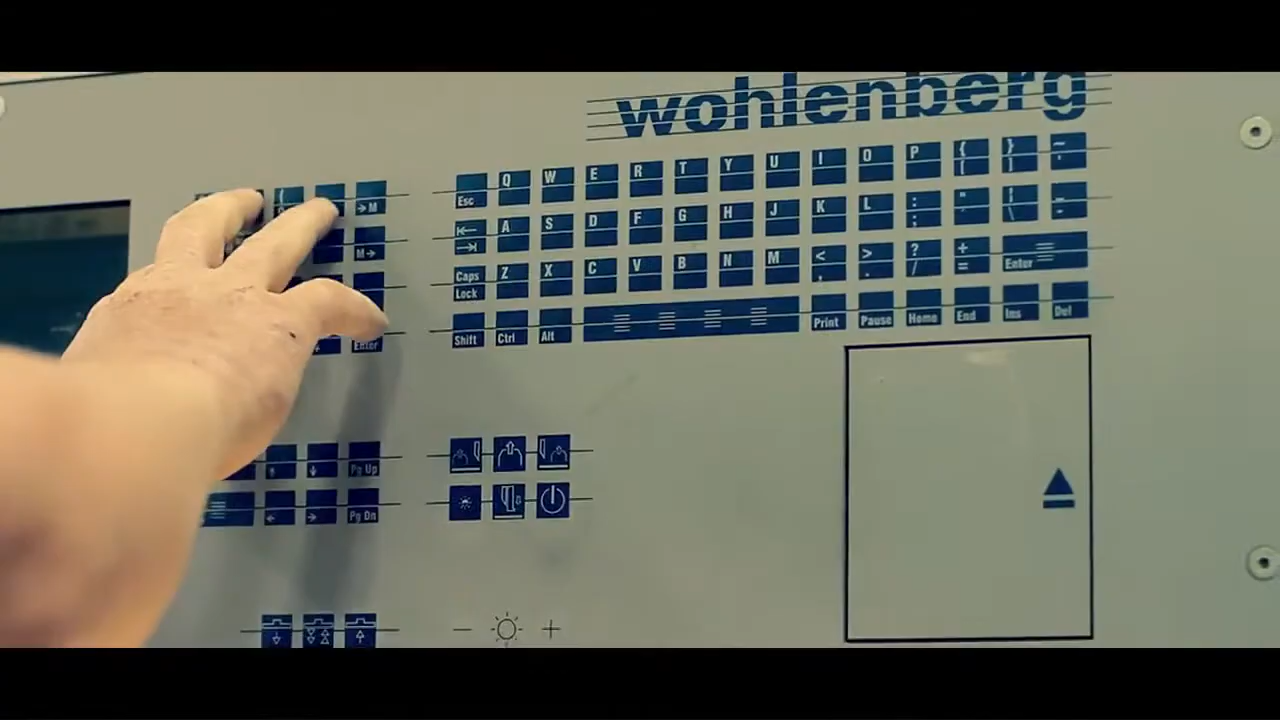 wohlenberg
→M
Esc Q W E R T Y U I O P { [ } ] ~
M→
A S D F G H J K L : ; " | \
Caps Lock Z X C V B N M < , > . ? / + = Enter
Enter
Shift Ctrl Alt Print Pause Home End Ins Del
Pg Up
Pg Dn
− +